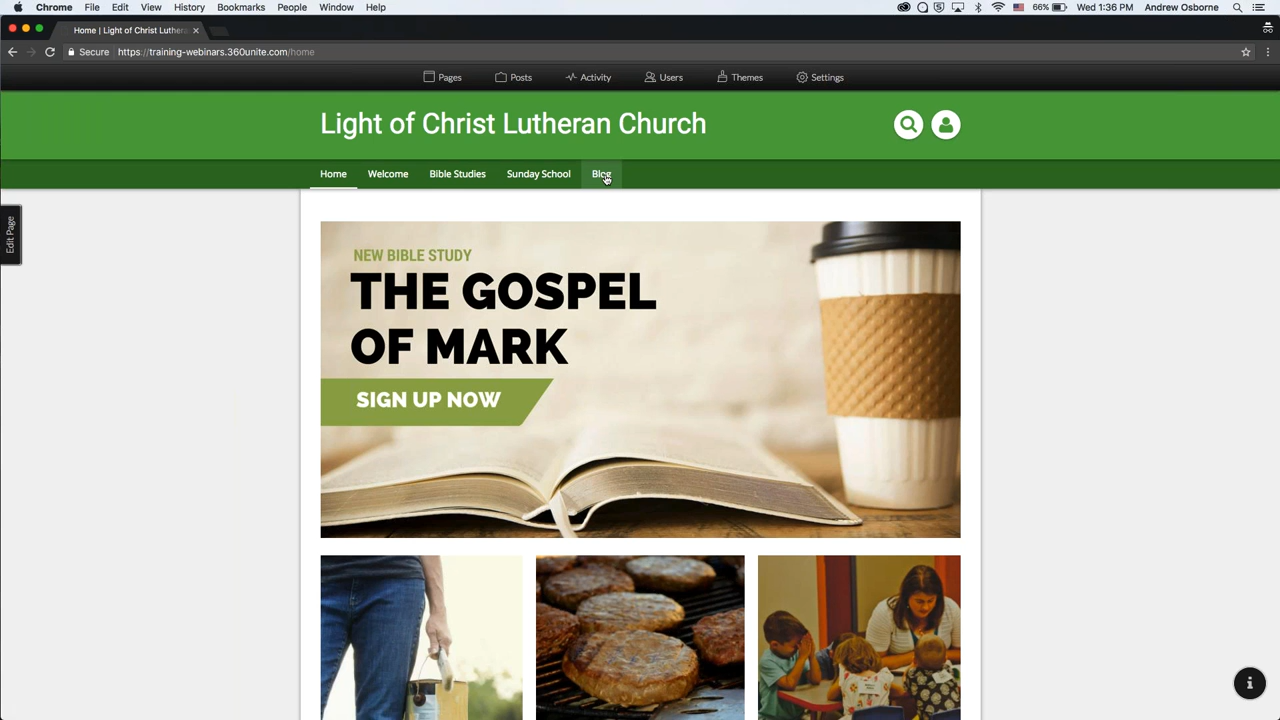 Chrome File Edit View History Bookmarks People Window Help 66% Wed 1:36 PM Andrew Osborne
Home | Light of Christ Luthera
Secure https://training-webinars.360unite.com/home
Pages Posts Activity Users Themes Settings
Light of Christ Lutheran Church
Home Welcome Bible Studies Sunday School Blog
Edit Page
NEW BIBLE STUDY
THE GOSPEL
OF MARK
SIGN UP NOW
i